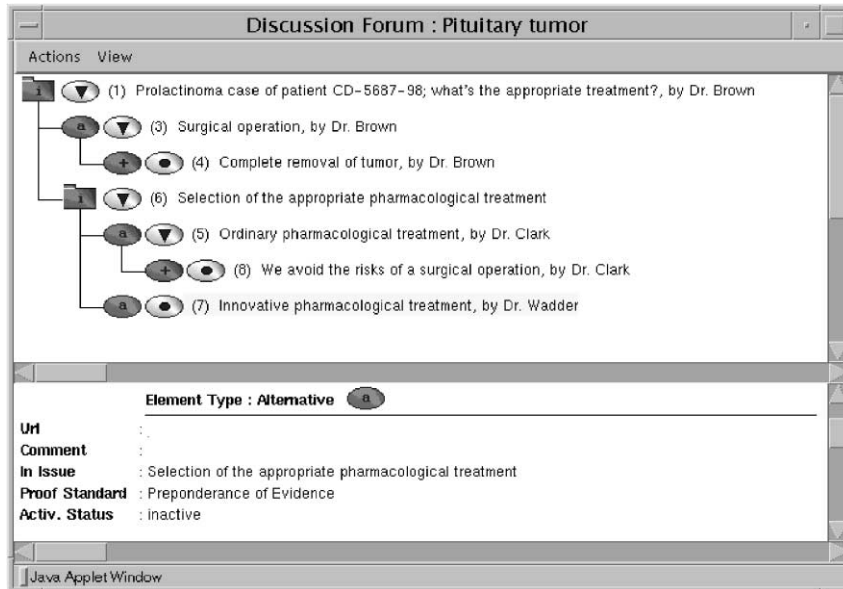 Discussion Forum : Pituitary tumor
Actions View
i (1) Prolactinoma case of patient CD-5687-98; what's the appropriate treatment?, by Dr. Brown
a (3) Surgical operation, by Dr. Brown
+ (4) Complete removal of tumor, by Dr. Brown
i (6) Selection of the appropriate pharmacological treatment
a (5) Ordinary pharmacological treatment, by Dr. Clark
+ (8) We avoid the risks of a surgical operation, by Dr. Clark
a (7) Innovative pharmacological treatment, by Dr. Wadder
Element Type : Alternative a
Url :
Comment :
In Issue : Selection of the appropriate pharmacological treatment
Proof Standard : Preponderance of Evidence
Activ. Status : inactive
Java Applet Window